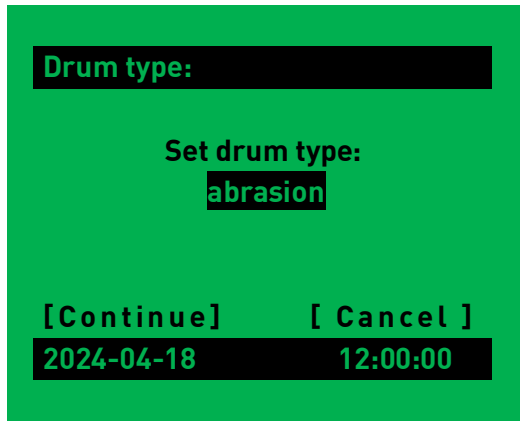 Drum type:
Set drum type:
abrasion
[Continue] [ Cancel ]
2024-04-18 12:00:00